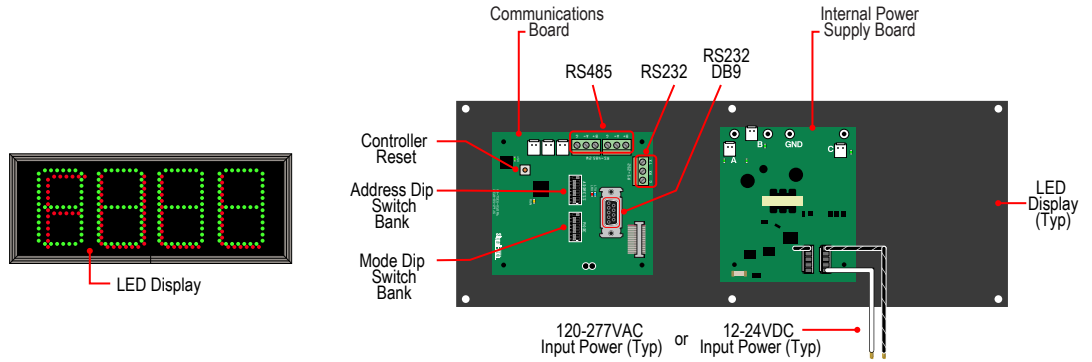 Communications
Board
Internal Power
Supply Board
RS485
RS232
RS232
DB9
Controller
Reset
Address Dip
Switch
Bank
Mode Dip
Switch
Bank
A
B
GND
C
LED
Display
(Typ)
LED Display
120-277VAC
Input Power (Typ)
or
12-24VDC
Input Power (Typ)